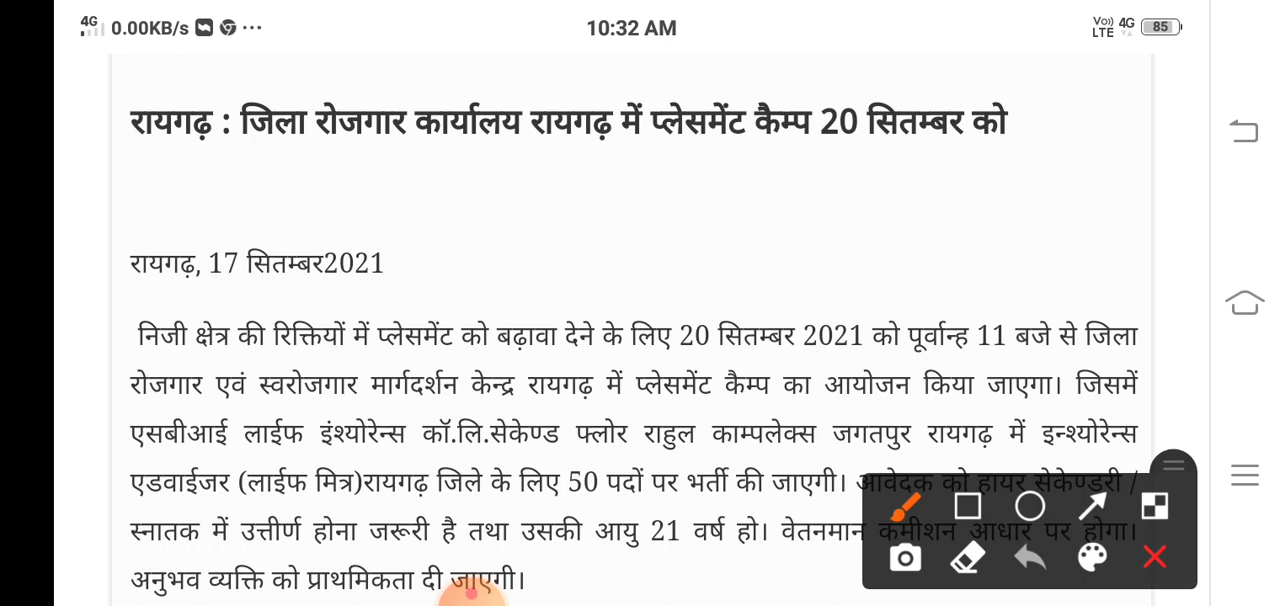 4G 0.00KB/s ... 10:32 AM Vo)) LTE 4G 85
रायगढ़ : जिला रोजगार कार्यालय रायगढ़ में प्लेसमेंट कैम्प 20 सितम्बर को
रायगढ़, 17 सितम्बर2021
निजी क्षेत्र की रिक्तियों में प्लेसमेंट को बढ़ावा देने के लिए 20 सितम्बर 2021 को पूर्वान्ह 11 बजे से जिला
रोजगार एवं स्वरोजगार मार्गदर्शन केन्द्र रायगढ़ में प्लेसमेंट कैम्प का आयोजन किया जाएगा। जिसमें
एसबीआई लाईफ इंश्योरेन्स कॉ.लि.सेकेण्ड फ्लोर राहुल काम्पलेक्स जगतपुर रायगढ़ में इन्श्योरेन्स
एडवाईजर (लाईफ मित्र)रायगढ़ जिले के लिए 50 पदों पर भर्ती की जाएगी। आवेदक को हायर सेकेण्डरी /
स्नातक में उत्तीर्ण होना जरूरी है तथा उसकी आयु 21 वर्ष हो। वेतनमान कमीशन आधार पर होगा।
अनुभव व्यक्ति को प्राथमिकता दी जाएगी।